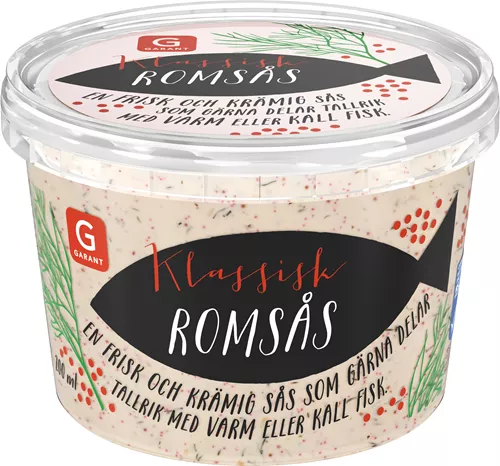 G
GARANT
Klassisk
ROMSÅS
EN FRISK OCH KRÄMIG SÅS
SOM GÄRNA DELAR TALLRIK
MED VARM ELLER KALL FISK.
G
GARANT
Klassisk
ROMSÅS
EN FRISK OCH KRÄMIG SÅS SOM GÄRNA DELAR
TALLRIK MED VARM ELLER KALL FISK.